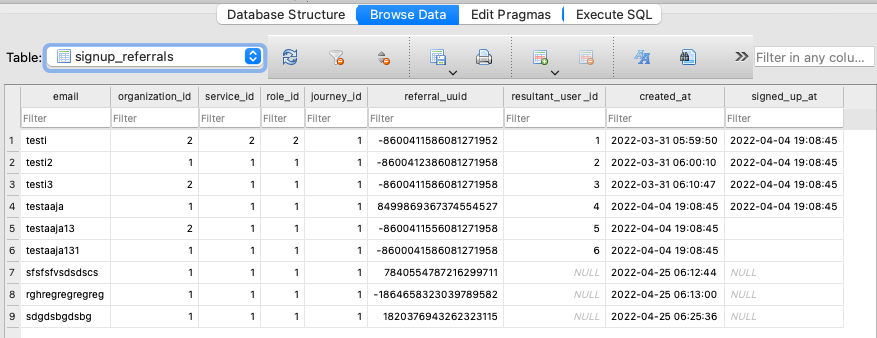 Database Structure Browse Data Edit Pragmas Execute SQL
Table: signup_referrals Filter in any colu...
email organization_id service_id role_id journey_id referral_uuid resultant_user_id created_at signed_up_at
Filter Filter Filter Filter Filter Filter Filter Filter Filter
1 testi 2 2 2 1 -8600411586081271952 1 2022-03-31 05:59:50 2022-04-04 19:08:45
2 testi2 1 1 1 1 -8600412386081271958 2 2022-03-31 06:00:10 2022-04-04 19:08:45
3 testi3 2 1 1 1 -8600411586081271958 3 2022-03-31 06:10:47 2022-04-04 19:08:45
4 testaaja 1 1 1 1 8499869367374554527 4 2022-04-04 19:08:45 2022-04-04 19:08:45
5 testaaja13 2 1 1 1 -8600411556081271958 5 2022-04-04 19:08:45
6 testaaja131 1 1 1 1 -8600041586081271958 6 2022-04-04 19:08:45
7 sfsfsfvsdsdscs 1 1 1 1 7840554787216299711 NULL 2022-04-25 06:12:44 NULL
8 rghregregregreg 1 1 1 1 -1864658323039789582 NULL 2022-04-25 06:13:00 NULL
9 sdgdsbgdsbg 1 1 1 1 1820376943262323115 NULL 2022-04-25 06:25:36 NULL